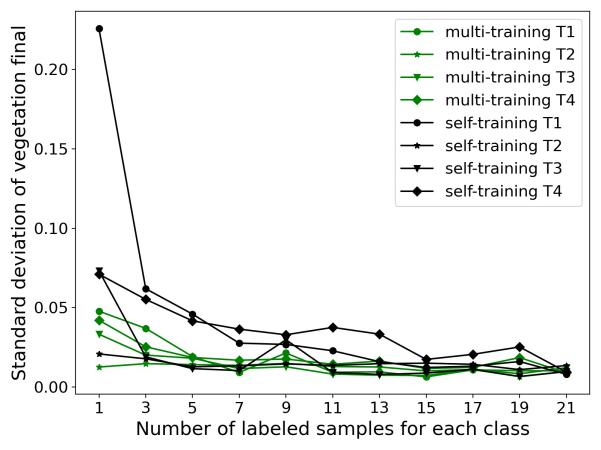 Standard deviation of vegetation final
0.20
0.15
0.10
0.05
0.00
multi-training T1
multi-training T2
multi-training T3
multi-training T4
self-training T1
self-training T2
self-training T3
self-training T4
1 3 5 7 9 11 13 15 17 19 21
Number of labeled samples for each class